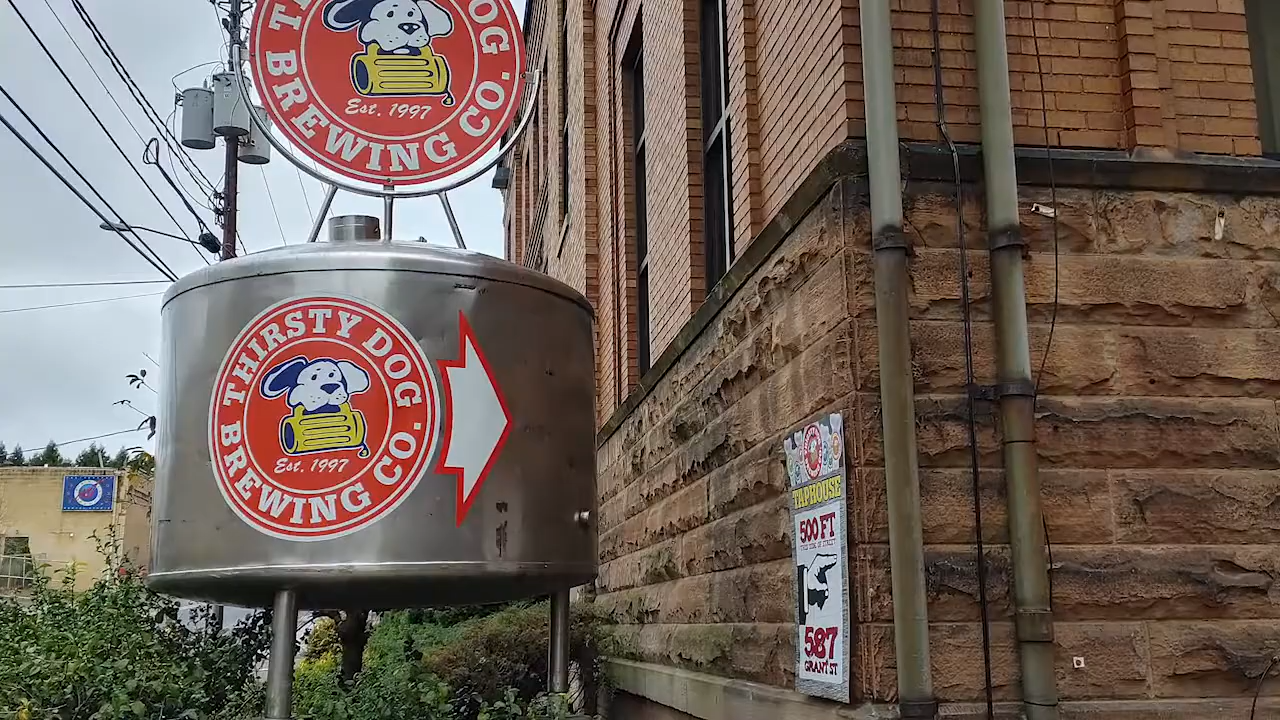 THIRSTY DOG
BREWING CO.
Est. 1997
THIRSTY DOG
BREWING CO.
Est. 1997
TAPHOUSE
500 FT
587
GRANT ST